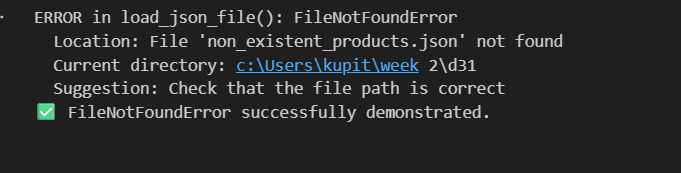 ERROR in load_json_file(): FileNotFoundError
Location: File 'non_existent_products.json' not found
Current directory: c:\Users\kupit\week 2\d31
Suggestion: Check that the file path is correct
✅ FileNotFoundError successfully demonstrated.